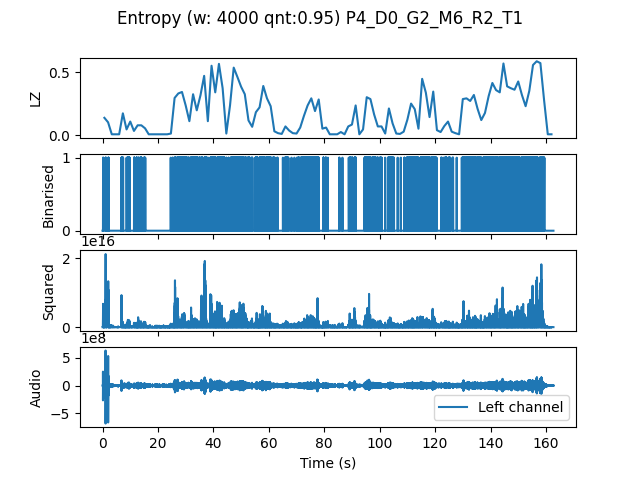 Entropy (w: 4000 qnt:0.95) P4_D0_G2_M6_R2_T1
0.5
0.0
LZ
1
0
Binarised
1e16
2
0
Squared
1e8
5
0
−5
Audio
Left channel
0
20
40
60
80
100
120
140
160
Time (s)